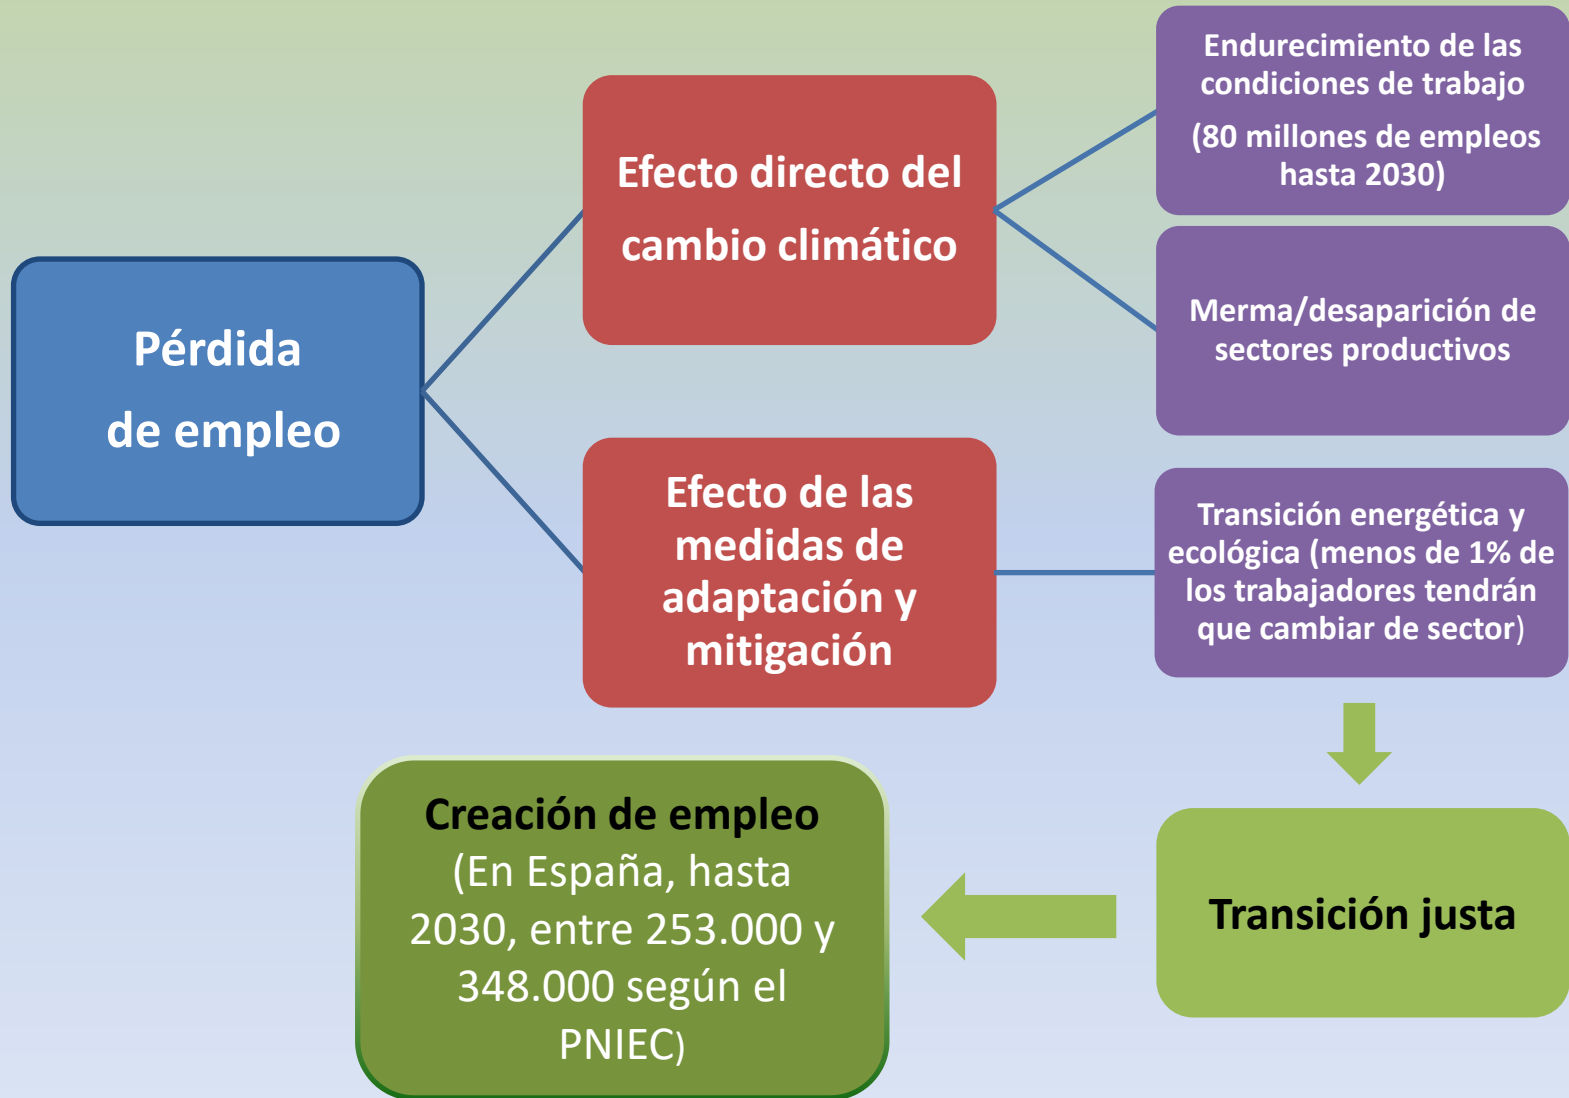 Pérdida
de empleo
Efecto directo del
cambio climático
Endurecimiento de las
condiciones de trabajo
(80 millones de empleos
hasta 2030)
Merma/desaparición de
sectores productivos
Efecto de las
medidas de
adaptación y
mitigación
Transición energética y
ecológica (menos de 1% de
los trabajadores tendrán
que cambiar de sector)
Transición justa
Creación de empleo
(En España, hasta
2030, entre 253.000 y
348.000 según el
PNIEC)